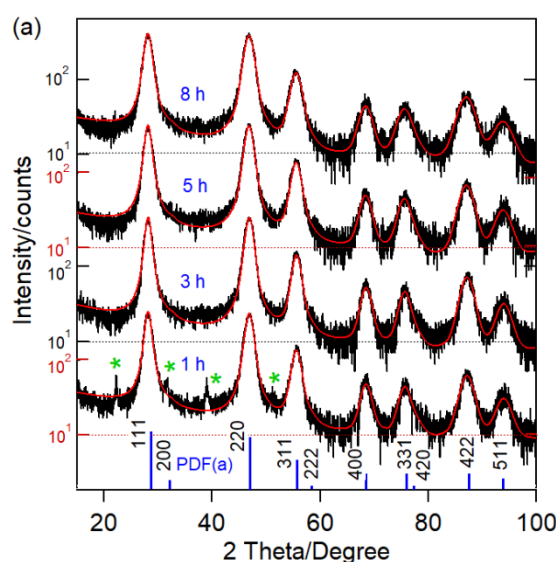 (a)
Intensity/counts
10²
10¹
8 h
10²
10¹
5 h
10²
10¹
3 h
10²
10¹
* * 1 h * *
111 200 220 311 222 400 331 420 422 511
PDF(a)
20 40 60 80 100
2 Theta/Degree